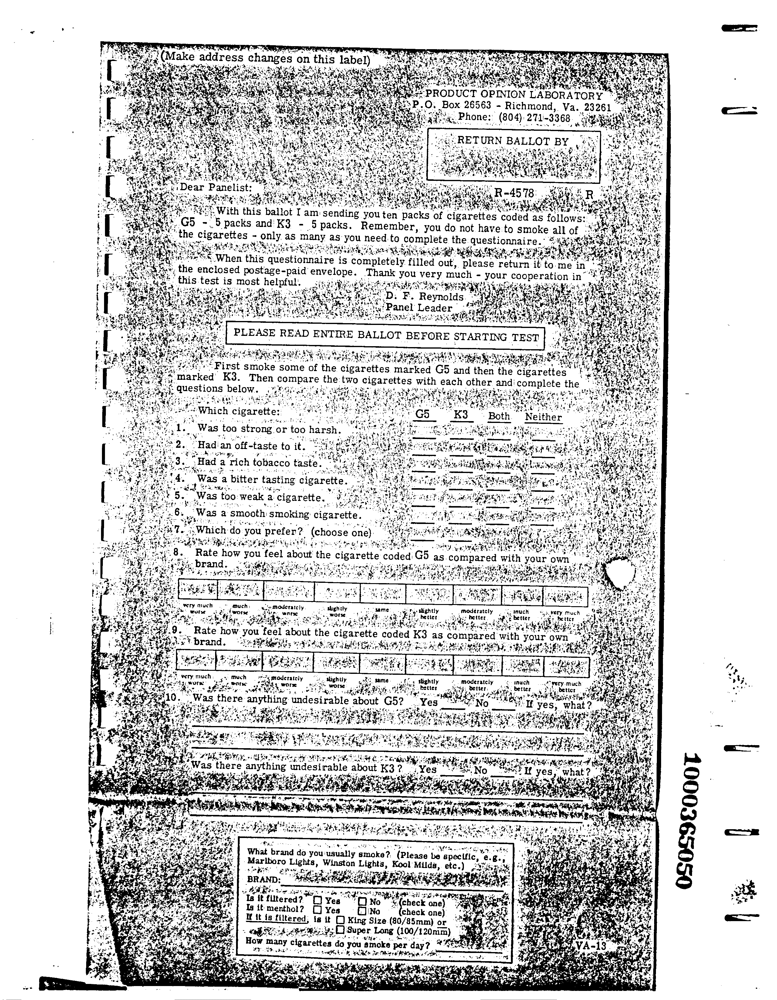 (Make address changes on this label)
PRODUCT OPINION LABORATORY
P.O. Box 26563 - Richmond, Va. 23261
Phone: (804) 271-3368
RETURN BALLOT BY
Dear Panelist:
R-4578 R
With this ballot I am sending you ten packs of cigarettes coded as follows:
G5 - 5 packs and K3 - 5 packs. Remember, you do not have to smoke all of
the cigarettes - only as many as you need to complete the questionnaire.
When this questionnaire is completely filled out, please return it to me in
the enclosed postage-paid envelope. Thank you very much - your cooperation in
this test is most helpful.
D. F. Reynolds
Panel Leader
PLEASE READ ENTIRE BALLOT BEFORE STARTING TEST
First smoke some of the cigarettes marked G5 and then the cigarettes
marked K3. Then compare the two cigarettes with each other and complete the
questions below.
Which cigarette: G5 K3 Both Neither
1. Was too strong or too harsh.
2. Had an off-taste to it.
3. Had a rich tobacco taste.
4. Was a bitter tasting cigarette.
5. Was too weak a cigarette.
6. Was a smooth smoking cigarette.
7. Which do you prefer? (choose one)
8. Rate how you feel about the cigarette coded G5 as compared with your own
brand.
very much worse much worse moderately worse slightly worse same slightly better moderately better much better very much better
9. Rate how you feel about the cigarette coded K3 as compared with your own
brand.
very much worse much worse moderately worse slightly worse same slightly better moderately better much better very much better
10. Was there anything undesirable about G5? Yes No If yes, what?
Was there anything undesirable about K3? Yes No If yes, what?
What brand do you usually smoke? (Please be specific, e.g.,
Marlboro Lights, Winston Lights, Kool Milds, etc.)
BRAND:
Is it filtered? Yes No (check one)
Is it menthol? Yes No (check one)
If it is filtered, is it King Size (80/85mm) or
Super Long (100/120mm)
How many cigarettes do you smoke per day?
VA-13
1000365050